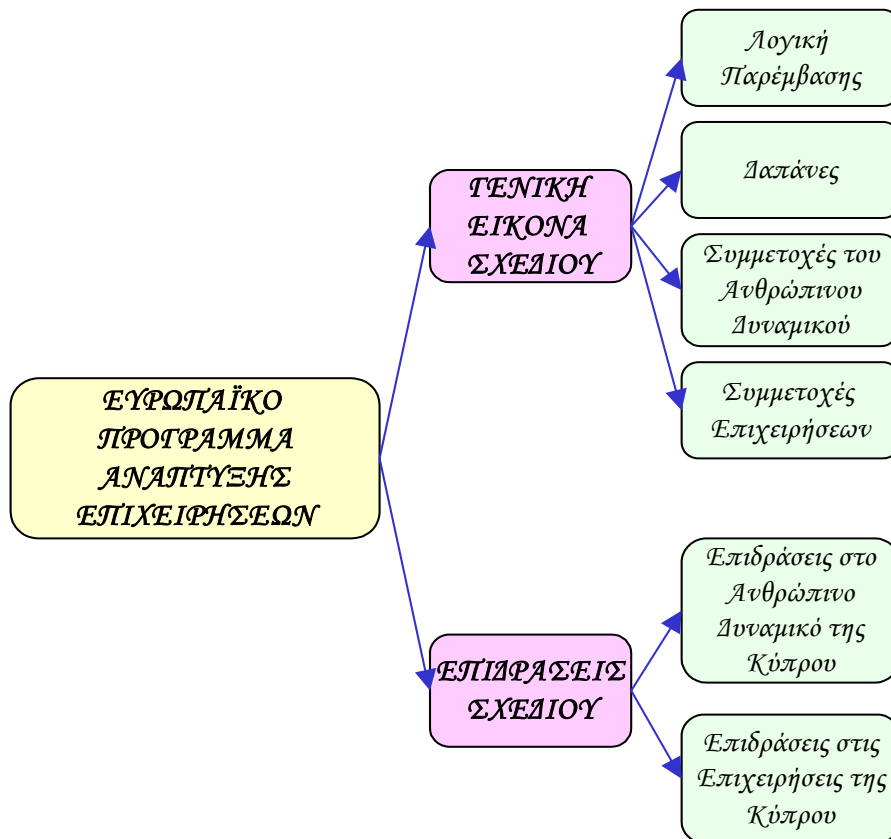 ΕΥΡΩΠΑΪΚΟ
ΠΡΟΓΡΑΜΜΑ
ΑΝΑΠΤΥΞΗΣ
ΕΠΙΧΕΙΡΗΣΕΩΝ
ΓΕΝΙΚΗ
ΕΙΚΟΝΑ
ΣΧΕΔΙΟΥ
Λογική
Παρέμβασης
Δαπάνες
Συμμετοχές του
Ανθρώπινου
Δυναμικού
Συμμετοχές
Επιχειρήσεων
ΕΠΙΔΡΑΣΕΙΣ
ΣΧΕΔΙΟΥ
Επιδράσεις στο
Ανθρώπινο
Δυναμικό της
Κύπρου
Επιδράσεις στις
Επιχειρήσεις της
Κύπρου